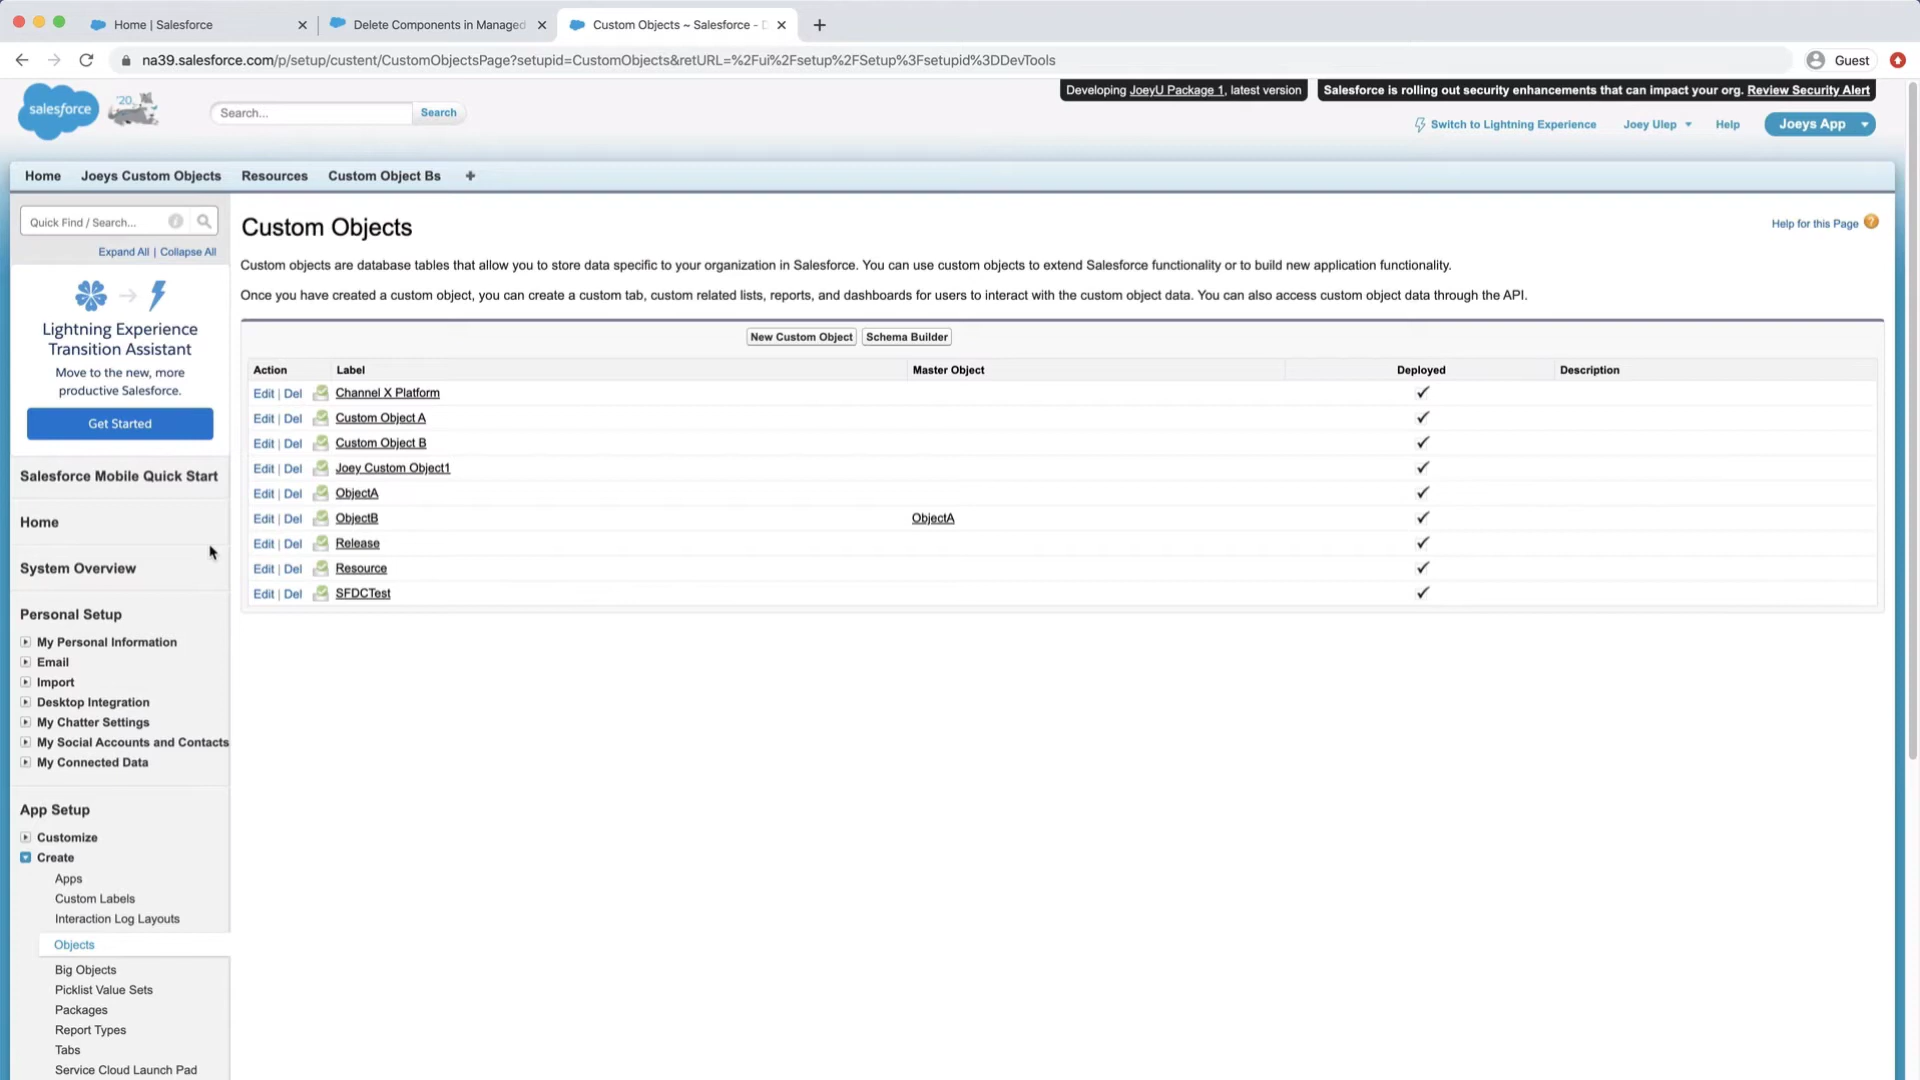 Home | Salesforce
Delete Components in Managed
Custom Objects ~ Salesforce - D
na39.salesforce.com/p/setup/custent/CustomObjectsPage?setupid=CustomObjects&retURL=%2Fui%2Fsetup%2FSetup%3Fsetupid%3DDevTools
Guest
salesforce
'20
Search...
Search
Developing JoeyU Package 1, latest version
Salesforce is rolling out security enhancements that can impact your org. Review Security Alert
Switch to Lightning Experience
Joey Ulep
Help
Joeys App
Home
Joeys Custom Objects
Resources
Custom Object Bs
+
Quick Find / Search...
Expand All | Collapse All
Lightning Experience
Transition Assistant
Move to the new, more
productive Salesforce.
Get Started
Salesforce Mobile Quick Start
Home
System Overview
Personal Setup
My Personal Information
Email
Import
Desktop Integration
My Chatter Settings
My Social Accounts and Contacts
My Connected Data
App Setup
Customize
Create
Apps
Custom Labels
Interaction Log Layouts
Objects
Big Objects
Picklist Value Sets
Packages
Report Types
Tabs
Service Cloud Launch Pad
Custom Objects
Help for this Page ?
Custom objects are database tables that allow you to store data specific to your organization in Salesforce. You can use custom objects to extend Salesforce functionality or to build new application functionality.
Once you have created a custom object, you can create a custom tab, custom related lists, reports, and dashboards for users to interact with the custom object data. You can also access custom object data through the API.
New Custom Object
Schema Builder
Action Label Master Object Deployed Description
Edit | Del Channel X Platform ✓
Edit | Del Custom Object A ✓
Edit | Del Custom Object B ✓
Edit | Del Joey Custom Object1 ✓
Edit | Del ObjectA ✓
Edit | Del ObjectB ObjectA ✓
Edit | Del Release ✓
Edit | Del Resource ✓
Edit | Del SFDCTest ✓